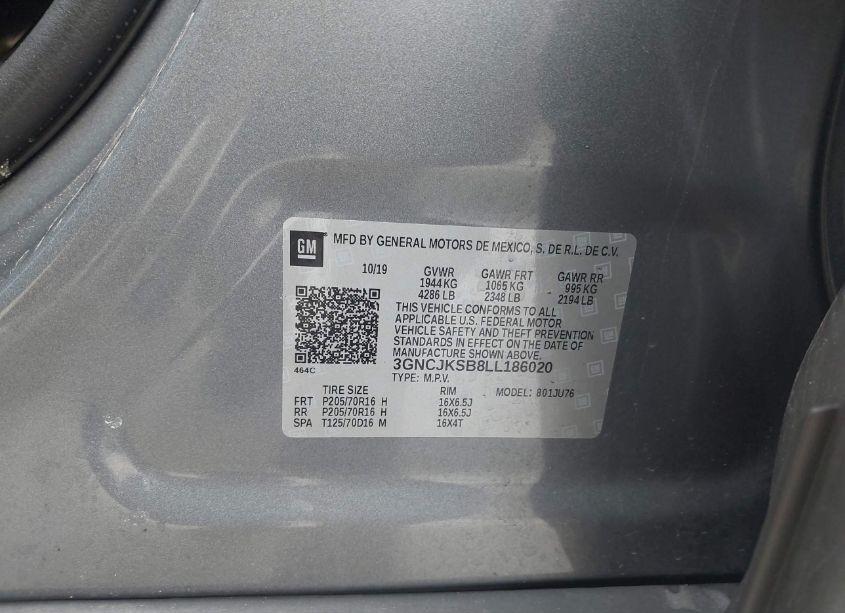 GM MFD BY GENERAL MOTORS DE MEXICO, S. DE R.L. DE C.V.
10/19 GVWR GAWR FRT GAWR RR
1944 KG 1065 KG 995 KG
4286 LB 2348 LB 2194 LB
THIS VEHICLE CONFORMS TO ALL
APPLICABLE U.S. FEDERAL MOTOR
VEHICLE SAFETY AND THEFT PREVENTION
STANDARDS IN EFFECT ON THE DATE OF
MANUFACTURE SHOWN ABOVE.
464C 3GNCJKSB8LL186020
TYPE: M.P.V. MODEL: 801JU76
TIRE SIZE RIM
FRT P205/70R16 H 16X6.5J
RR P205/70R16 H 16X6.5J
SPA T125/70D16 M 16X4T